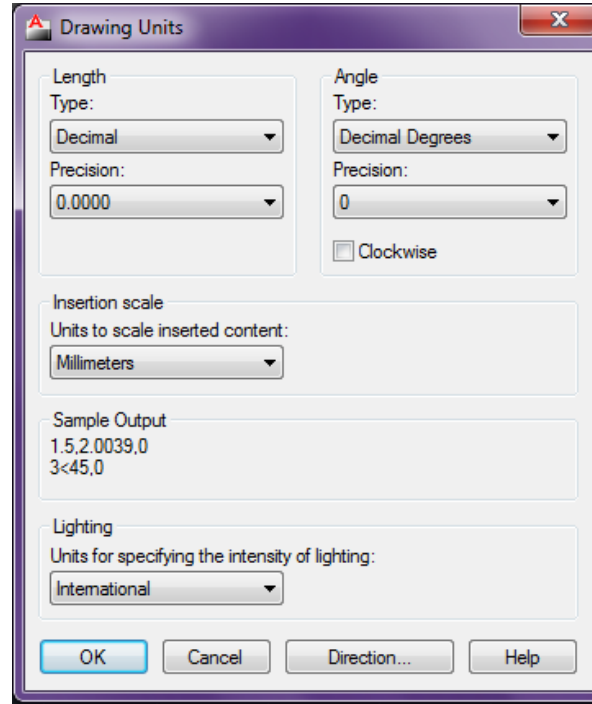 Drawing Units
Length
Type:
Decimal
Precision:
0.0000
Angle
Type:
Decimal Degrees
Precision:
0
Clockwise
Insertion scale
Units to scale inserted content:
Millimeters
Sample Output
1.5,2.0039,0
3<45,0
Lighting
Units for specifying the intensity of lighting:
International
OK Cancel Direction... Help